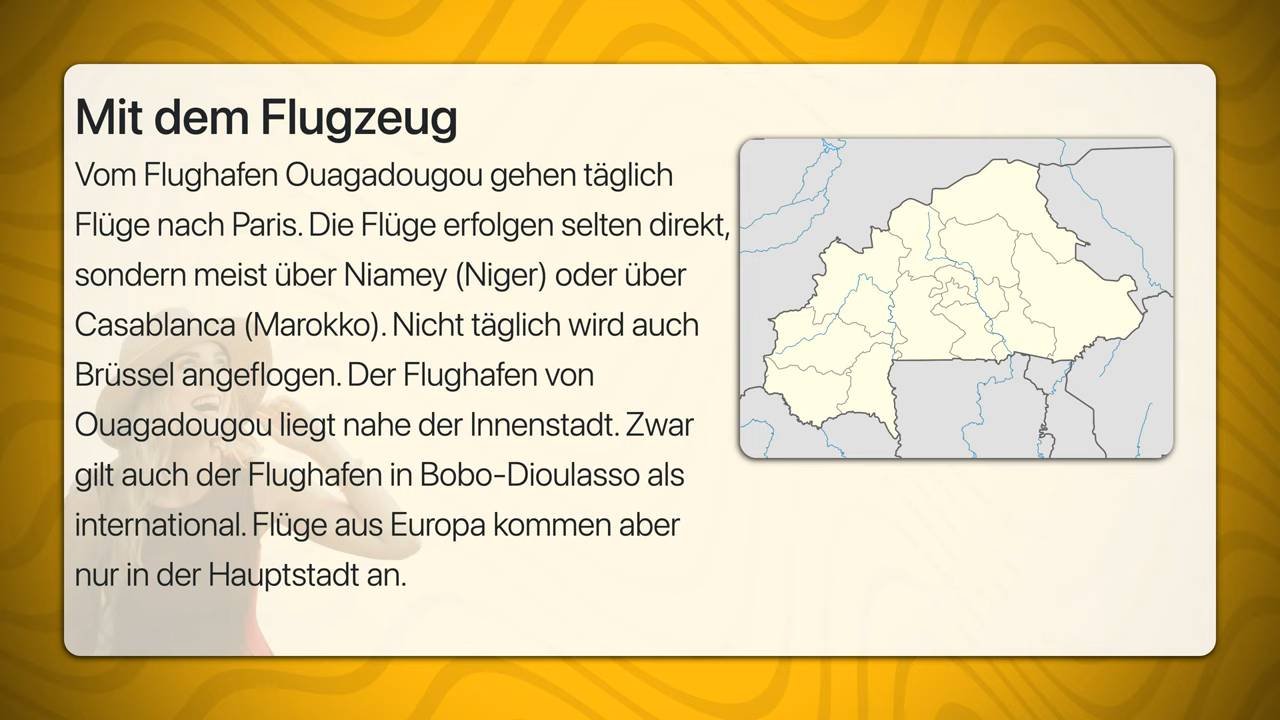 Mit dem Flugzeug
Vom Flughafen Ouagadougou gehen täglich
Flüge nach Paris. Die Flüge erfolgen selten direkt,
sondern meist über Niamey (Niger) oder über
Casablanca (Marokko). Nicht täglich wird auch
Brüssel angeflogen. Der Flughafen von
Ouagadougou liegt nahe der Innenstadt. Zwar
gilt auch der Flughafen in Bobo-Dioulasso als
international. Flüge aus Europa kommen aber
nur in der Hauptstadt an.